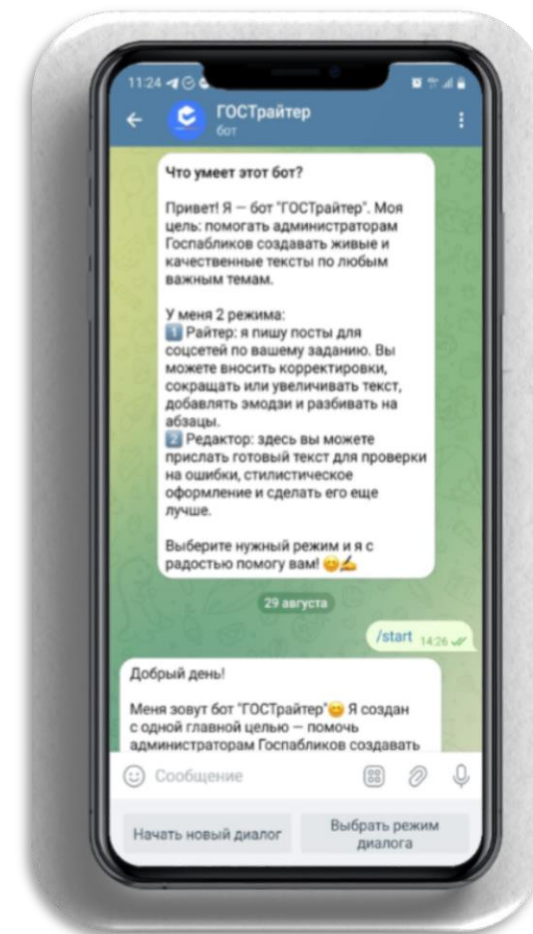 11:24
ГОСТрайтер
бот
Что умеет этот бот?
Привет! Я — бот "ГОСТрайтер". Моя
цель: помогать администраторам
Госпабликов создавать живые и
качественные тексты по любым
важным темам.
У меня 2 режима:
1️⃣ Райтер: я пишу посты для
соцсетей по вашему заданию. Вы
можете вносить корректировки,
сокращать или увеличивать текст,
добавлять эмодзи и разбивать на
абзацы.
2️⃣ Редактор: здесь вы можете
прислать готовый текст для проверки
на ошибки, стилистическое
оформление и сделать его еще
лучше.
Выберите нужный режим и я с
радостью помогу вам! 😊✍️
29 августа
/start 14:26
Добрый день!
Меня зовут бот "ГОСТрайтер"😊 Я создан
с одной главной целью — помочь
администраторам Госпабликов создавать
Сообщение
Начать новый диалог
Выбрать режим
диалога